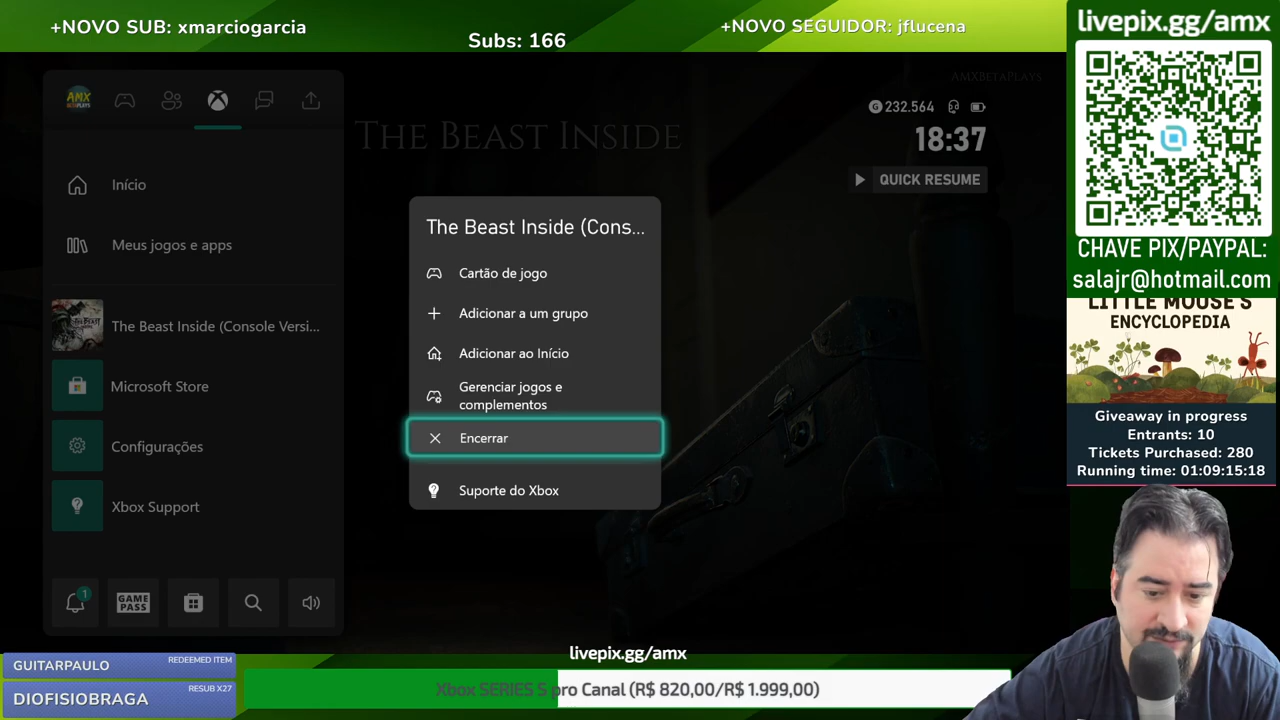 +NOVO SUB: xmarciogarcia
Subs: 166
+NOVO SEGUIDOR: jflucena
livepix.gg/amx
AMXBETAPLAYS
THE BEAST INSIDE
232.564
18:37
QUICK RESUME
Início
Meus jogos e apps
The Beast Inside (Console Versi...
Microsoft Store
Configurações
Xbox Support
GAME
PASS
1
The Beast Inside (Cons...
Cartão de jogo
Adicionar a um grupo
Adicionar ao Início
Gerenciar jogos e
complementos
Encerrar
Suporte do Xbox
CHAVE PIX/PAYPAL:
salajr@hotmail.com
LITTLE MOUSE'S
ENCYCLOPEDIA
Giveaway in progress
Entrants: 10
Tickets Purchased: 280
Running time: 01:09:15:18
GUITARPAULO
REDEEMED ITEM
DIOFISIOBRAGA
RESUB X27
livepix.gg/amx
Xbox SERIES S pro Canal (R$ 820,00/R$ 1.999,00)